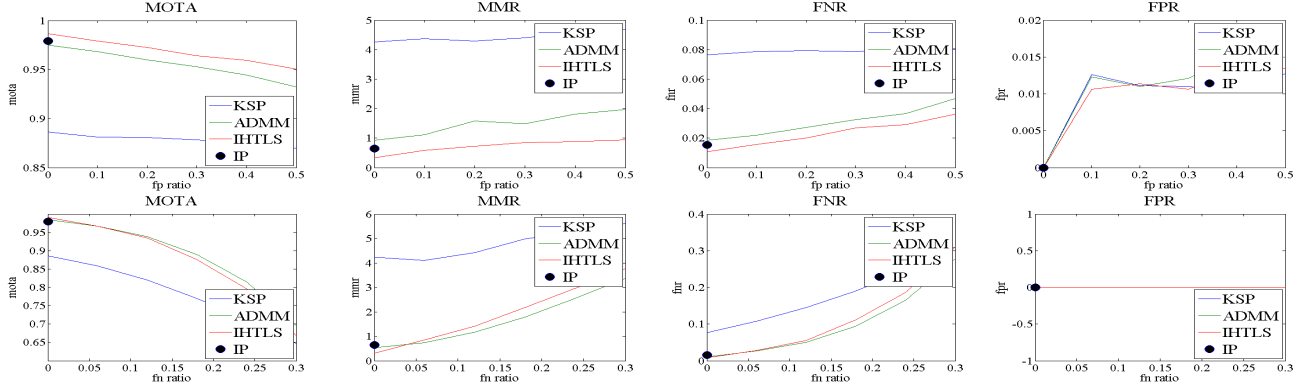 MOTA
1
0.95
0.9
0.85
mota
0 0.1 0.2 0.3 0.4 0.5
fp ratio
KSP
ADMM
IHTLS
IP
MMR
5
4
3
2
1
0
mmr
0 0.1 0.2 0.3 0.4 0.5
fp ratio
KSP
ADMM
IHTLS
IP
FNR
0.1
0.08
0.06
0.04
0.02
0
fnr
0 0.1 0.2 0.3 0.4 0.5
fp ratio
KSP
ADMM
IHTLS
IP
FPR
0.02
0.015
0.01
0.005
0
fpr
0 0.1 0.2 0.3 0.4 0.5
fp ratio
KSP
ADMM
IHTLS
IP
MOTA
0.95
0.9
0.85
0.8
0.75
0.7
0.65
mota
0 0.05 0.1 0.15 0.2 0.25 0.3
fn ratio
KSP
ADMM
IHTLS
IP
MMR
6
5
4
3
2
1
0
mmr
0 0.05 0.1 0.15 0.2 0.25 0.3
fn ratio
KSP
ADMM
IHTLS
IP
FNR
0.4
0.3
0.2
0.1
0
fnr
0 0.05 0.1 0.15 0.2 0.25 0.3
fn ratio
KSP
ADMM
IHTLS
IP
FPR
1
0.5
0
-0.5
-1
fpr
0 0.05 0.1 0.15 0.2 0.25 0.3
fn ratio
KSP
ADMM
IHTLS
IP